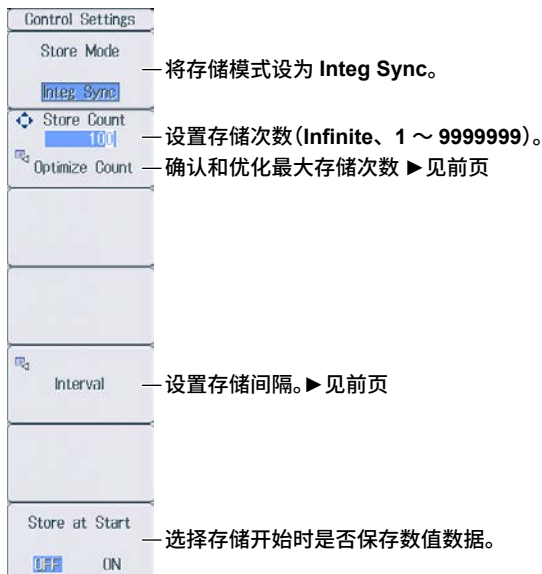 Control Settings
Store Mode
Integ Sync
将存储模式设为 Integ Sync。
Store Count
100
设置存储次数(Infinite、1 ～ 9999999)。
Optimize Count
确认和优化最大存储次数 ►见前页
Interval
设置存储间隔。►见前页
Store at Start
OFF ON
选择存储开始时是否保存数值数据。